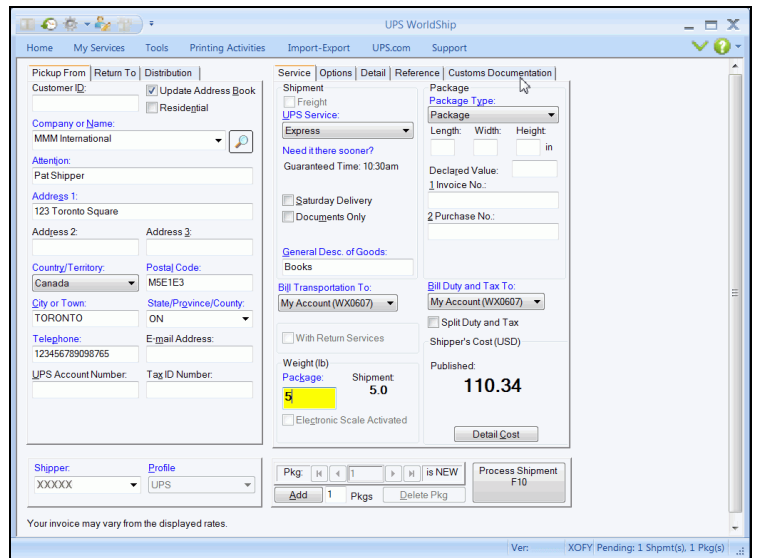 UPS WorldShip
Home My Services Tools Printing Activities Import-Export UPS.com Support
Pickup From Return To Distribution
Customer ID:
Update Address Book
Residential
Company or Name:
MMM International
Attention:
Pat Shipper
Address 1:
123 Toronto Square
Address 2: Address 3:
Country/Territory: Postal Code:
Canada M5E1E3
City or Town: State/Province/County:
TORONTO ON
Telephone: E-mail Address:
123456789098765
UPS Account Number: Tax ID Number:
Shipper: Profile
XXXXX UPS
Your invoice may vary from the displayed rates.
Service Options Detail Reference Customs Documentation
Shipment
Freight
UPS Service:
Express
Need it there sooner?
Guaranteed Time: 10:30am
Saturday Delivery
Documents Only
General Desc. of Goods:
Books
Bill Transportation To:
My Account (WX0607)
With Return Services
Weight (lb)
Package: Shipment:
5 5.0
Electronic Scale Activated
Package
Package Type:
Package
Length: Width: Height:
in
Declared Value:
1 Invoice No.:
2 Purchase No.:
Bill Duty and Tax To:
My Account (WX0607)
Split Duty and Tax
Shipper's Cost (USD)
Published:
110.34
Detail Cost
Pkg: 1 is NEW
Add 1 Pkgs Delete Pkg
Process Shipment
F10
Ver: XOFY Pending: 1 Shpmt(s), 1 Pkg(s)